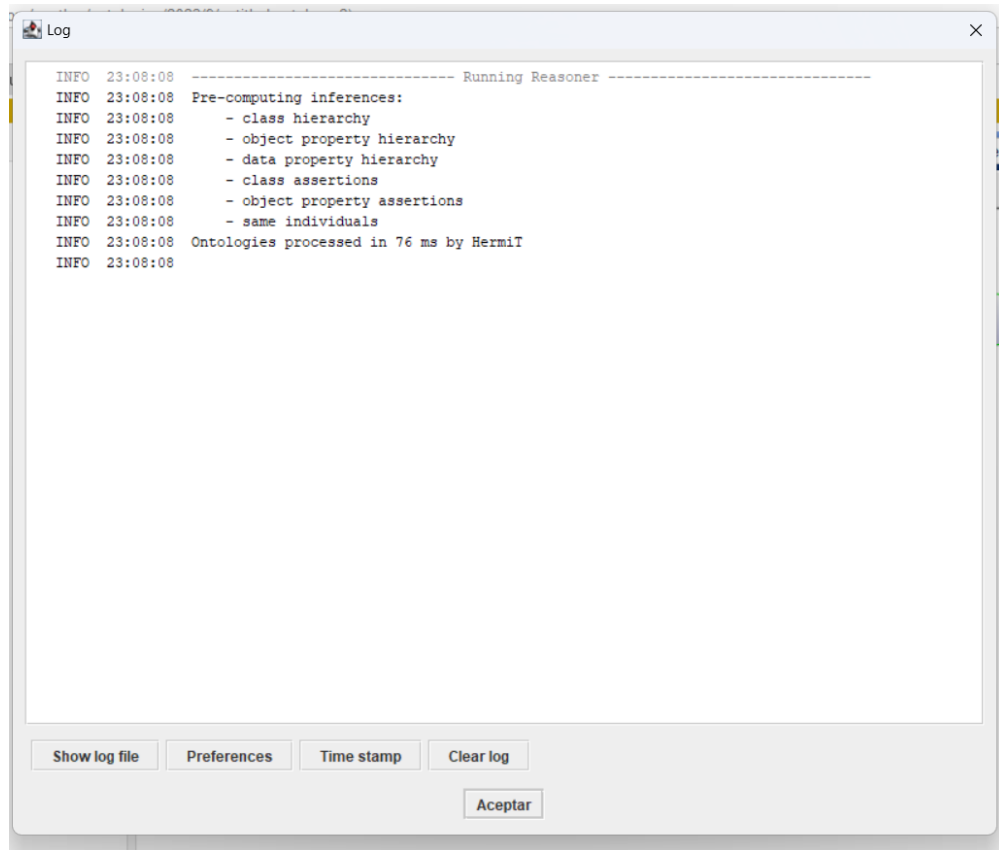 Log
INFO 23:08:08 ------------------------------- Running Reasoner -------------------------------
INFO 23:08:08 Pre-computing inferences:
INFO 23:08:08     - class hierarchy
INFO 23:08:08     - object property hierarchy
INFO 23:08:08     - data property hierarchy
INFO 23:08:08     - class assertions
INFO 23:08:08     - object property assertions
INFO 23:08:08     - same individuals
INFO 23:08:08 Ontologies processed in 76 ms by HermiT
INFO 23:08:08
Show log file Preferences Time stamp Clear log
Aceptar